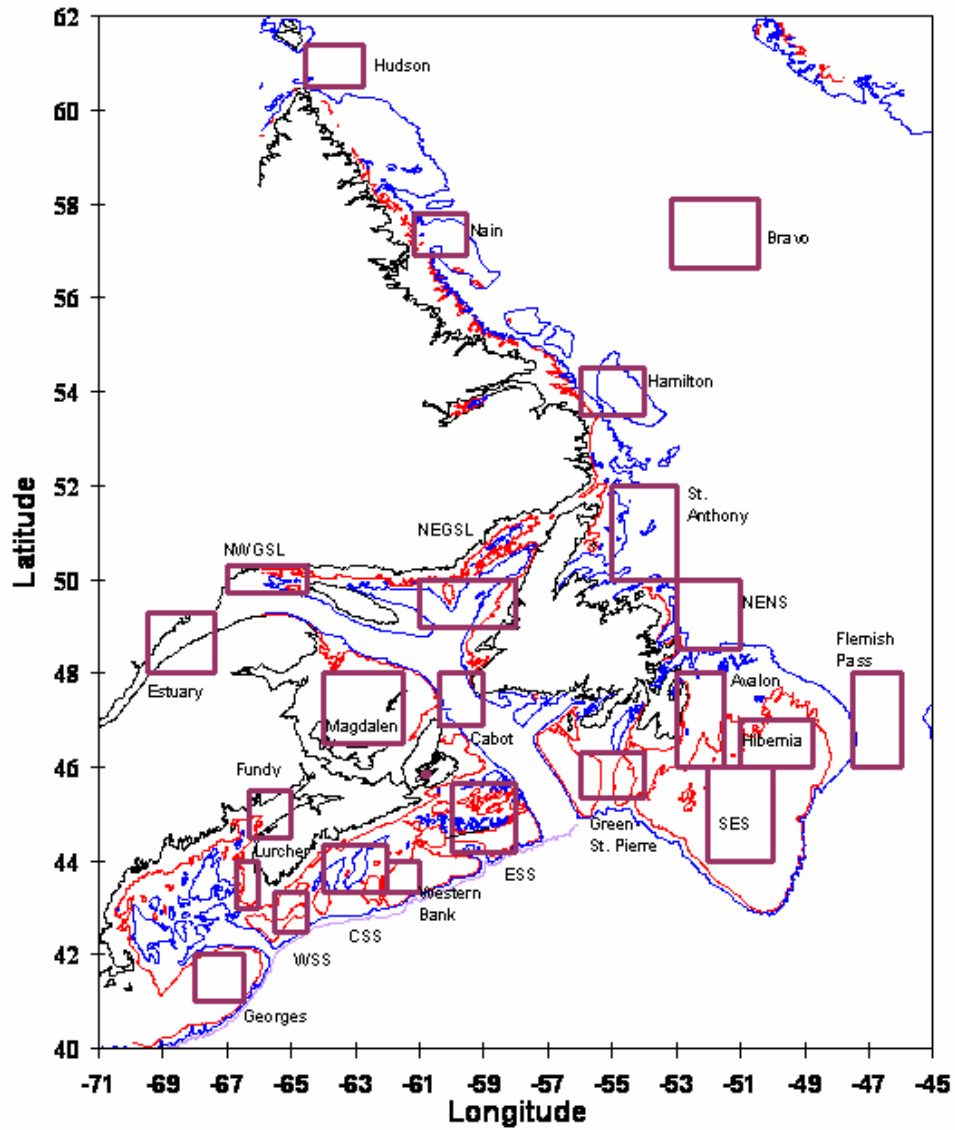 62
Hudson
60
58
Nain
Bravo
56
Hamilton
54
53
Latitude
52
St.
Anthony
NEGSL
NWGSL
50
NENS
Flemish
Pass
48
Estuary
Avalon
Magdalen
Cabot
Hibernia
46
Fundy
Green
St. Pierre
SES
44
Lurcher
ESS
Western
Bank
CSS
WSS
42
Georges
40
-71 -69 -67 -65 -63 -61 -59 -57 -55 -53 -51 -49 -47 -45
Longitude